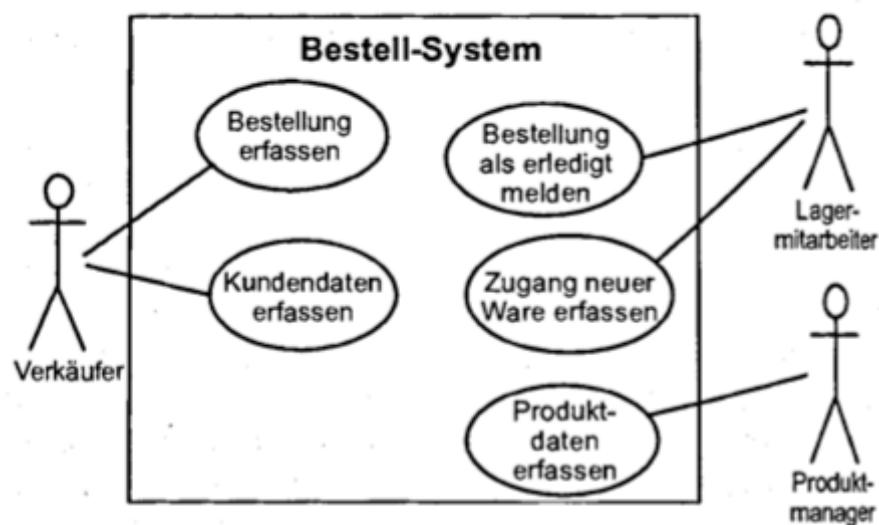 Bestell-System
Bestellung
erfassen
Bestellung
als erledigt
melden
Lager-
mitarbeiter
Kundendaten
erfassen
Zugang neuer
Ware erfassen
Verkäufer
Produkt-
daten
erfassen
Produkt-
manager